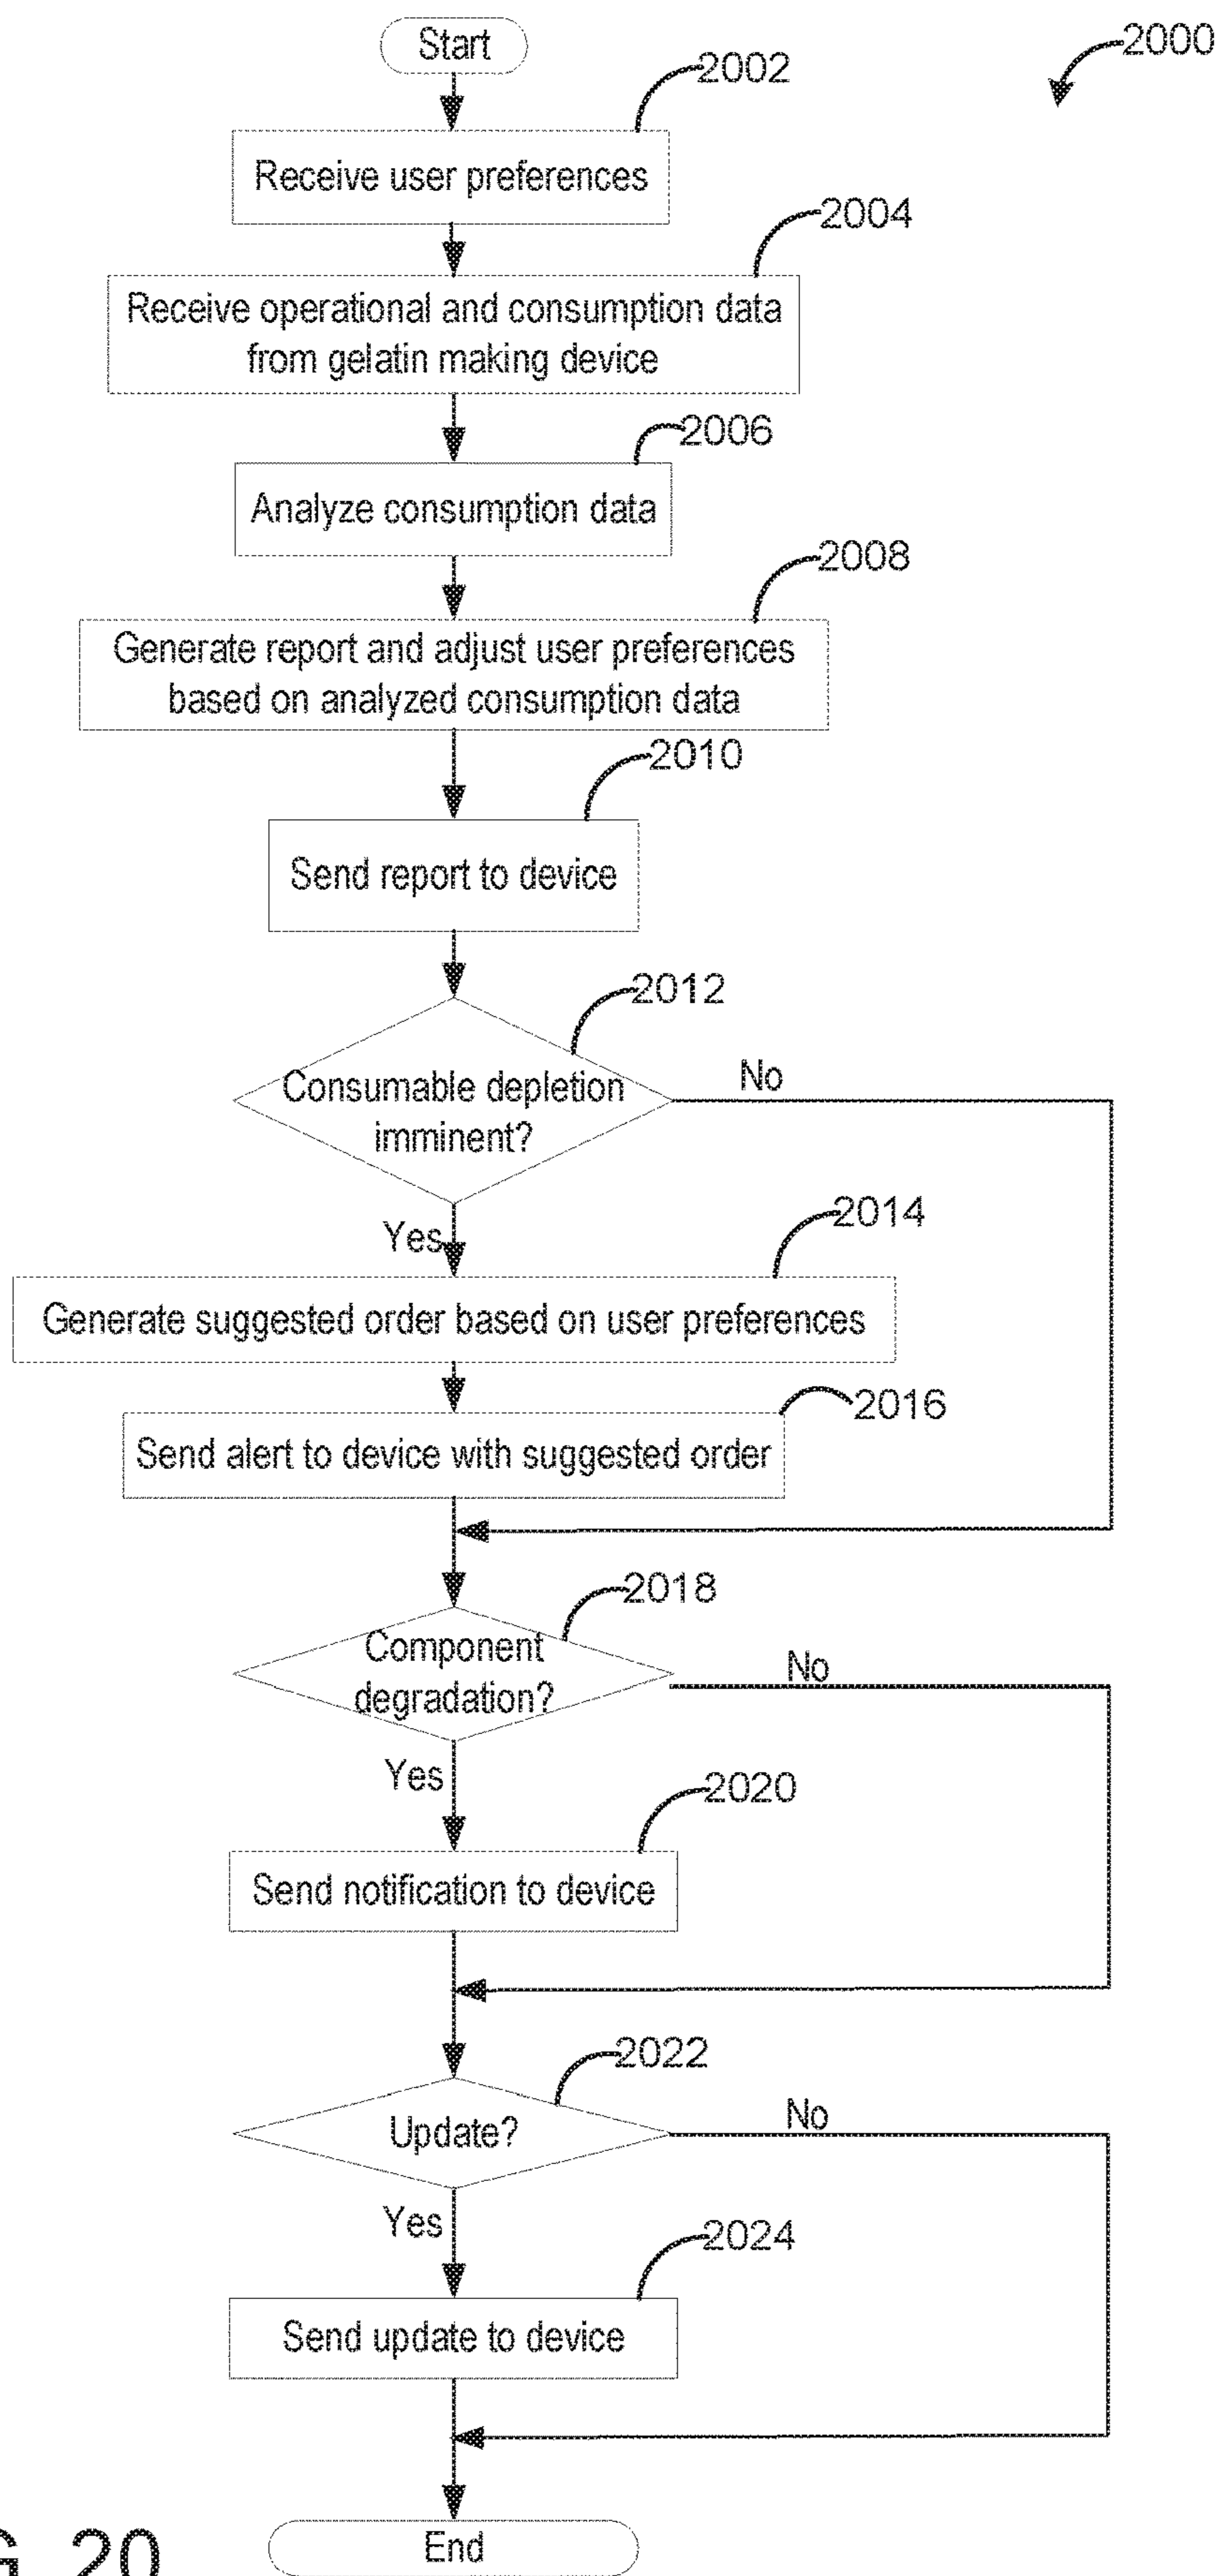 Start
2000
2002
Receive user preferences
2004
Receive operational and consumption data
from gelatin making device
2006
Analyze consumption data
2008
Generate report and adjust user preferences
based on analyzed consumption data
2010
Send report to device
2012
Consumable depletion
imminent?
No
Yes
2014
Generate suggested order based on user preferences
2016
Send alert to device with suggested order
2018
Component
degradation?
No
Yes
2020
Send notification to device
2022
Update?
No
Yes
2024
Send update to device
End
G. 20